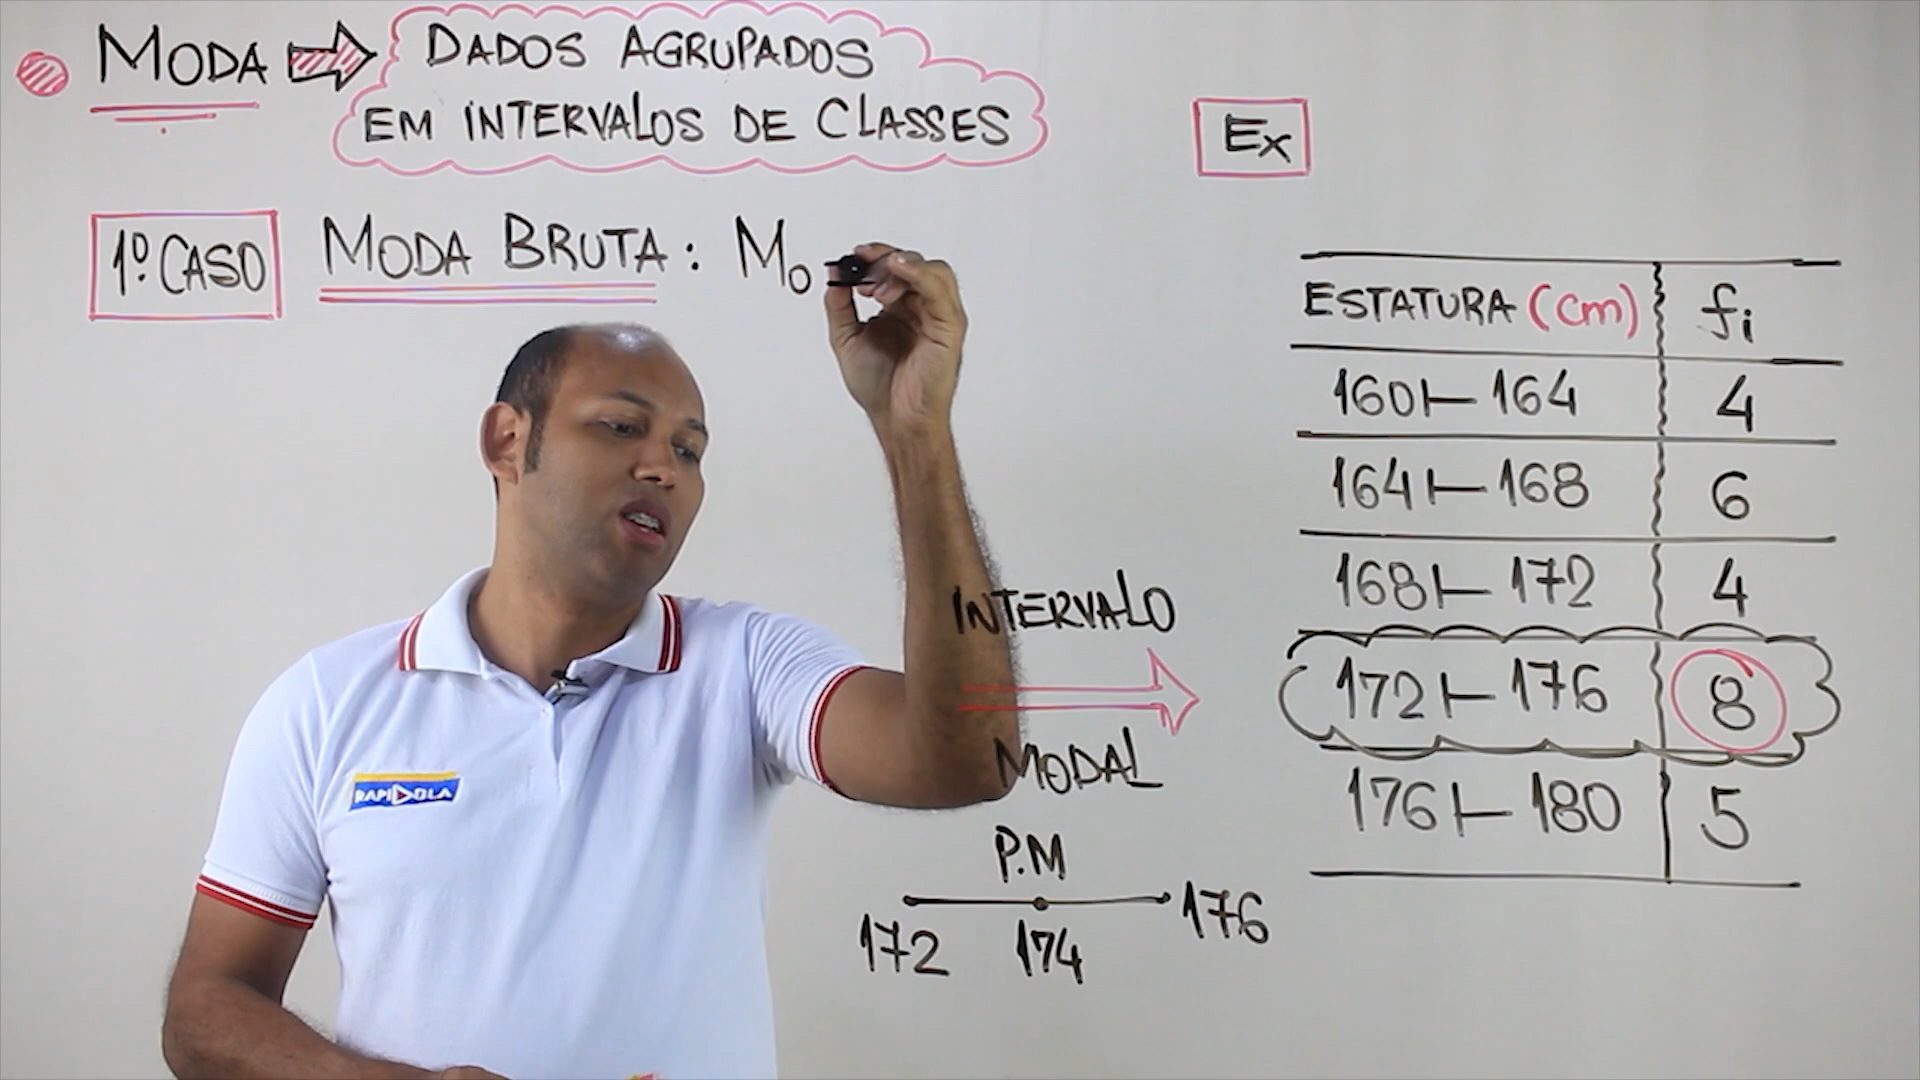 MODA
DADOS AGRUPADOS
EM INTERVALOS DE CLASSES
Ex
1º. CASO
MODA BRUTA: Mo =
ESTATURA (cm) fi
160 ⊢ 164 4
164 ⊢ 168 6
168 ⊢ 172 4
172 ⊢ 176 8
176 ⊢ 180 5
INTERVALO
MODAL
P.M
172 174 176
RAPIDOLA